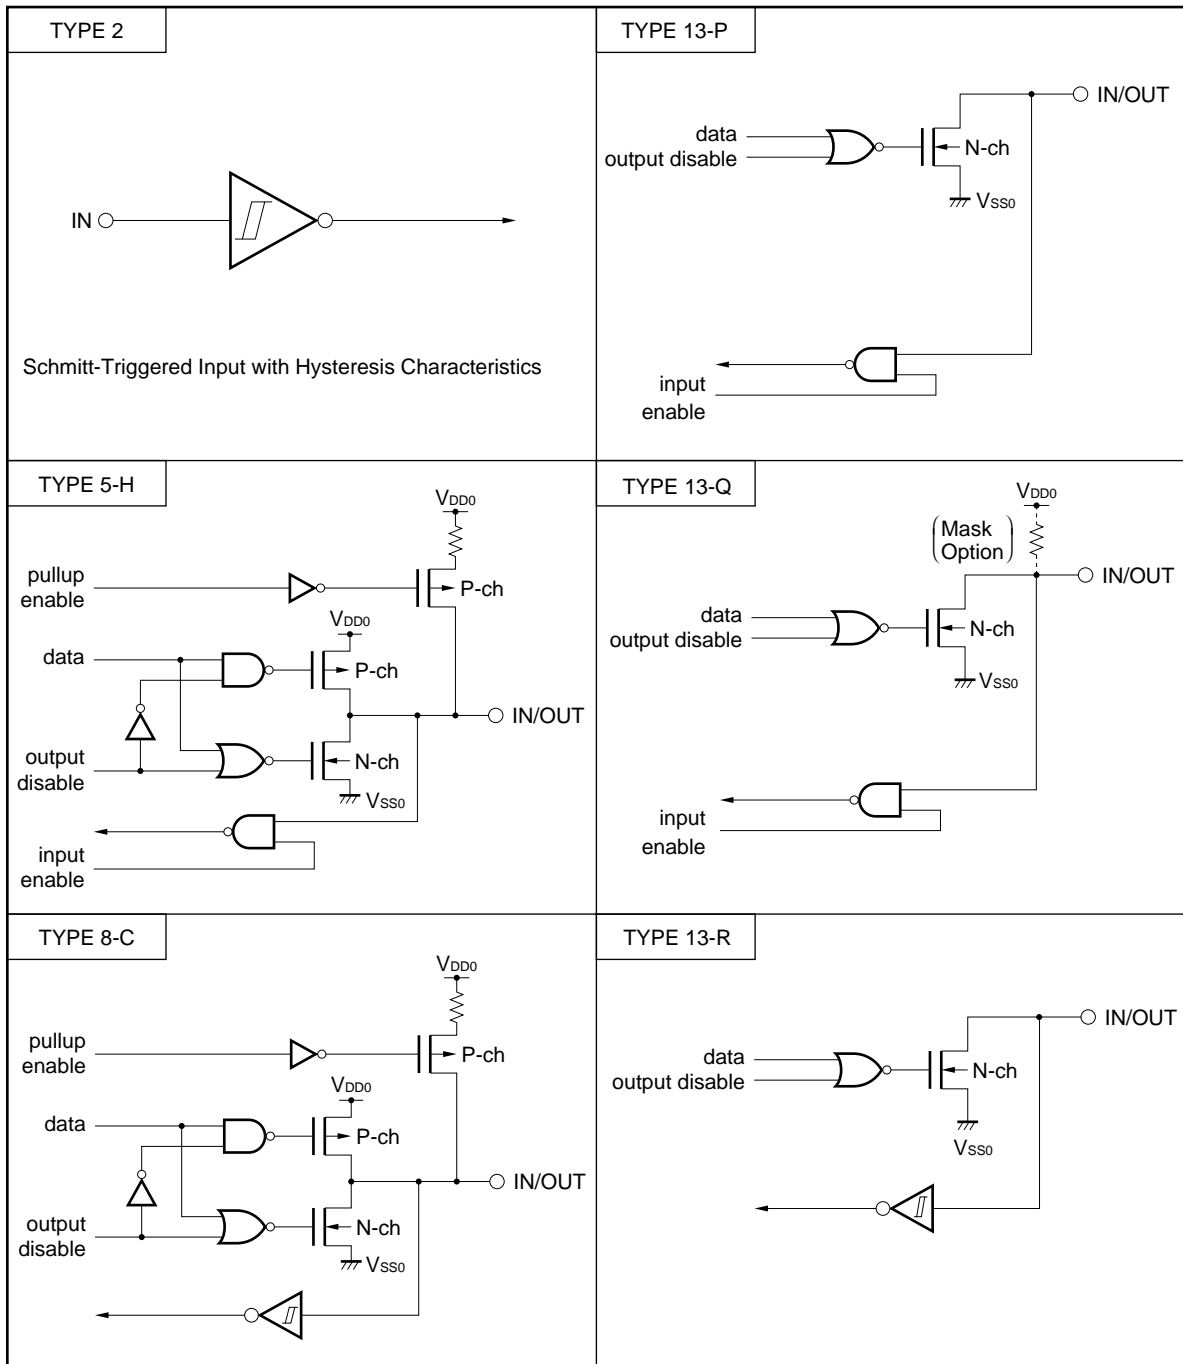 TYPE 2
IN
Schmitt-Triggered Input with Hysteresis Characteristics
TYPE 13-P
IN/OUT
data
output disable
N-ch
VSS0
input
enable
TYPE 5-H
VDD0
pullup
enable
P-ch
VDD0
data
P-ch
IN/OUT
output
disable
N-ch
VSS0
input
enable
TYPE 13-Q
VDD0
(Mask
Option)
IN/OUT
data
output disable
N-ch
VSS0
input
enable
TYPE 8-C
VDD0
pullup
enable
P-ch
VDD0
data
P-ch
IN/OUT
output
disable
N-ch
VSS0
TYPE 13-R
IN/OUT
data
output disable
N-ch
VSS0